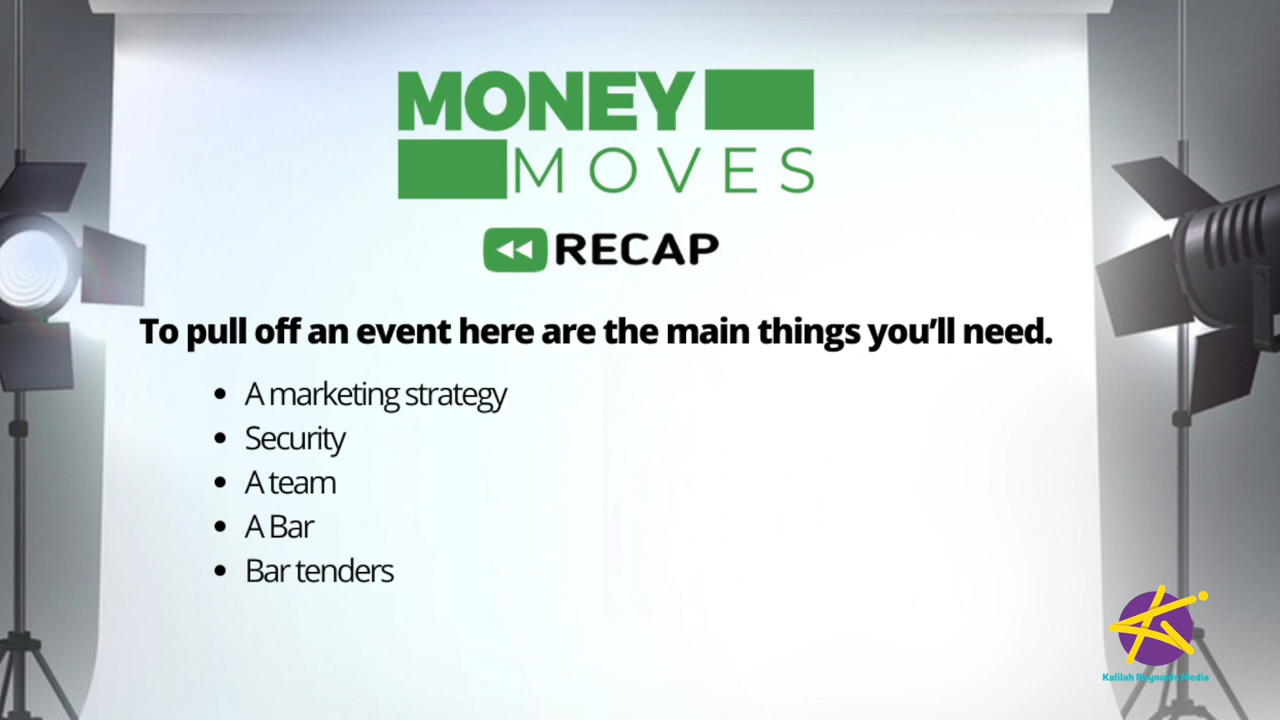 MONEY
MOVES
RECAP
To pull off an event here are the main things you’ll need.
• A marketing strategy
• Security
• A team
• A Bar
• Bar tenders
Kalilah Reynolds Media